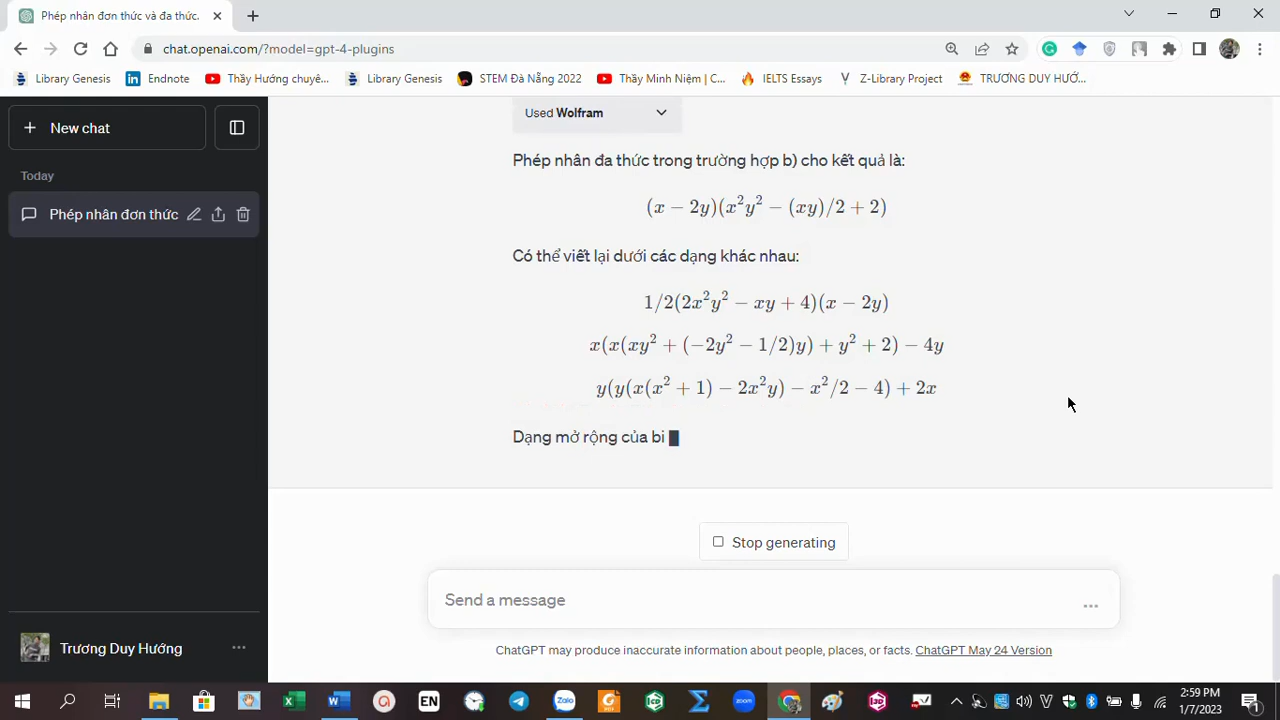 Phép nhân đơn thức và đa thức.
chat.openai.com/?model=gpt-4-plugins
Library Genesis
Endnote
Thầy Hướng chuyê...
Library Genesis
STEM Đà Nẵng 2022
Thầy Minh Niệm | C...
IELTS Essays
Z-Library Project
TRƯƠNG DUY HƯỚ...
New chat
Today
Phép nhân đơn thức
Used Wolfram
Phép nhân đa thức trong trường hợp b) cho kết quả là:
(x − 2y)(x²y² − (xy)/2 + 2)
Có thể viết lại dưới các dạng khác nhau:
1/2(2x²y² − xy + 4)(x − 2y)
x(x(xy² + (−2y² − 1/2)y) + y² + 2) − 4y
y(y(x(x² + 1) − 2x²y) − x²/2 − 4) + 2x
Dạng mở rộng của bi
Stop generating
Send a message
ChatGPT may produce inaccurate information about people, places, or facts. ChatGPT May 24 Version
Trương Duy Hướng
EN
Zalo
zoom
2:59 PM
1/7/2023